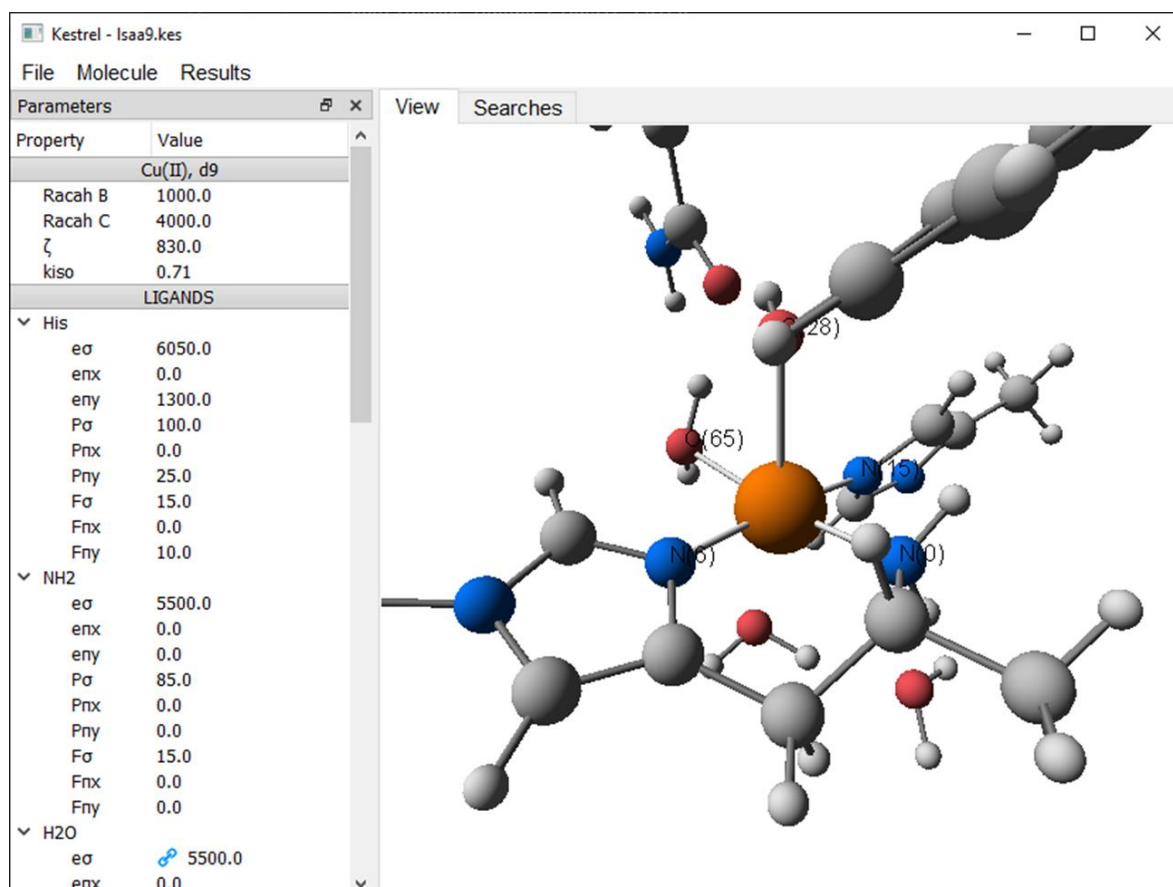 Kestrel - lsaa9.kes
File Molecule Results
Parameters
View Searches
Property Value
Cu(II), d9
Racah B 1000.0
Racah C 4000.0
ζ 830.0
kiso 0.71
LIGANDS
His
eσ 6050.0
eπx 0.0
eπy 1300.0
Pσ 100.0
Pπx 0.0
Pπy 25.0
Fσ 15.0
Fπx 0.0
Fπy 10.0
NH2
eσ 5500.0
eπx 0.0
eπy 0.0
Pσ 85.0
Pπx 0.0
Pπy 0.0
Fσ 15.0
Fπx 0.0
Fπy 0.0
H2O
eσ 5500.0
eπx 0.0
O(65)
N(15)
N(6)
N(0)